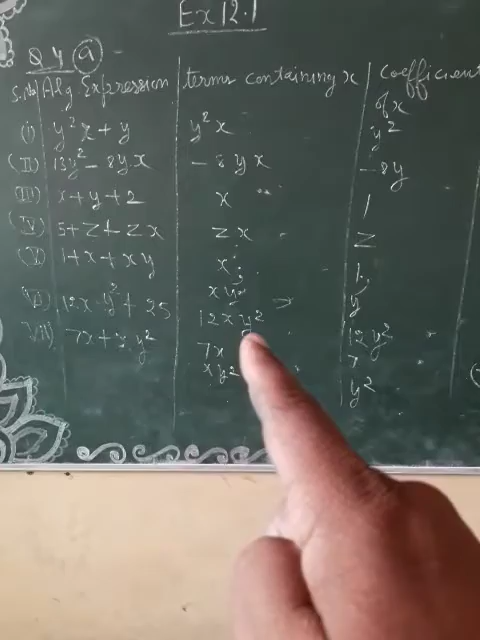 Ex 12.1
Q4 (a)
S.No Alg. Expression terms containing x coefficient of x
(i) y²x + y y²x y²
(II) 13y² - 8yx -8yx -8y
(III) x + y + 2 x 1
(IV) 5 + z + zx zx z
(V) 1 + x + xy x 1
xy y
(VI) 12xy² + 25 12xy² 12y²
(VII) 7x + xy² 7x 7
xy² y²